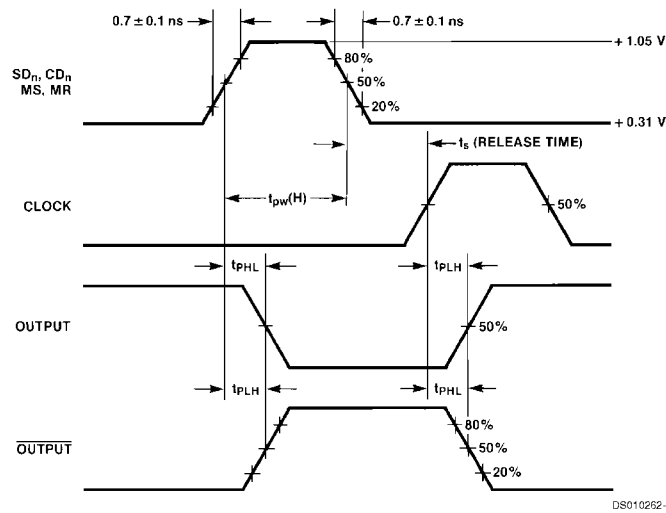 0.7 ± 0.1 ns
0.7 ± 0.1 ns
+ 1.05 V
80%
SDn, CDn
MS, MR
50%
20%
+ 0.31 V
ts (RELEASE TIME)
tpw(H)
CLOCK
50%
tPHL
tPLH
OUTPUT
50%
tPLH
tPHL
80%
OUTPUT
50%
20%
DS010262-